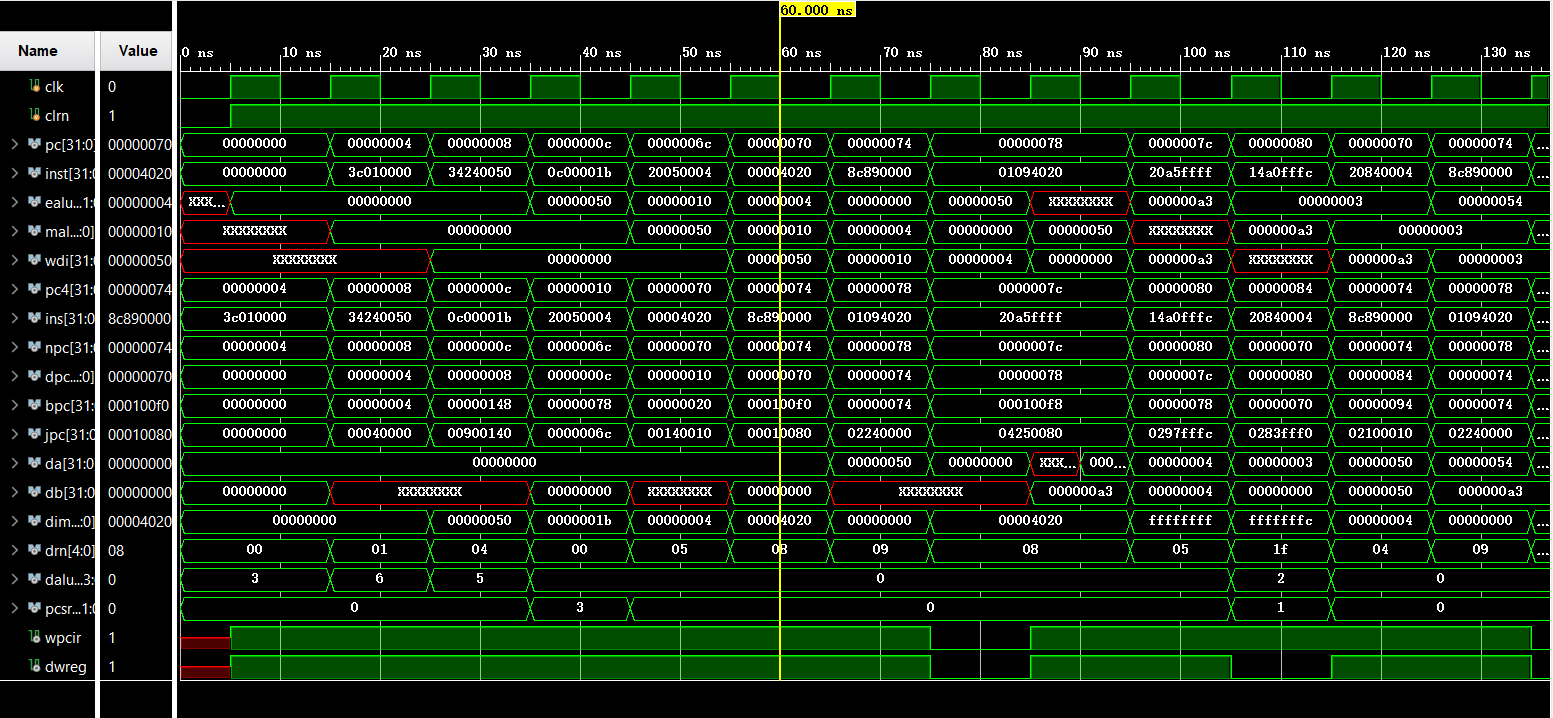 60.000 ns
Name Value 0 ns 10 ns 20 ns 30 ns 40 ns 50 ns 60 ns 70 ns 80 ns 90 ns 100 ns 110 ns 120 ns 130 ns
clk 0
clrn 1
pc[31:0] 00000070 00000000 00000004 00000008 0000000c 0000006c 00000070 00000074 00000078 0000007c 00000080 00000070 00000074 ...
inst[31:0 00004020 00000000 3c010000 34240050 0c00001b 20050004 00004020 8c890000 01094020 20a5ffff 14a0fffc 20840004 8c890000 ...
ealu...1:0] 00000004 XXX... 00000000 00000050 00000010 00000004 00000000 00000050 XXXXXXXX 000000a3 00000003 00000054
mal...:0] 00000010 XXXXXXXX 00000000 00000050 00000010 00000004 00000000 00000050 XXXXXXXX 000000a3 00000003 ...
wdi[31:0 00000050 XXXXXXXX 00000000 00000050 00000010 00000004 00000000 000000a3 XXXXXXXX 000000a3 00000003 ...
pc4[31:0 00000074 00000004 00000008 0000000c 00000010 00000070 00000074 00000078 0000007c 00000080 00000084 00000074 00000078 ...
ins[31:0] 8c890000 3c010000 34240050 0c00001b 20050004 00004020 8c890000 01094020 20a5ffff 14a0fffc 20840004 8c890000 01094020 ...
npc[31:0 00000074 00000004 00000008 0000000c 0000006c 00000070 00000074 00000078 0000007c 00000080 00000070 00000074 00000078 ...
dpc...:0] 00000070 00000000 00000004 00000008 0000000c 00000010 00000070 00000074 00000078 0000007c 00000080 00000084 00000074 ...
bpc[31: 000100f0 00000000 00000004 00000148 00000078 00000020 000100f0 00000074 000100f8 00000078 00000070 00000094 00000074 ...
jpc[31:0 00010080 00000000 00040000 00900140 0000006c 00140010 00010080 02240000 04250080 0297fffc 0283fff0 02100010 02240000 ...
da[31:0] 00000000 00000000 00000050 00000000 XXX... 000... 00000004 00000003 00000050 00000054 ...
db[31:0] 00000000 00000000 XXXXXXXX 00000000 XXXXXXXX 00000000 XXXXXXXX 000000a3 00000004 00000000 00000050 000000a3
dim...:0] 00004020 00000000 00000050 0000001b 00000004 00004020 00000000 00004020 ffffffff fffffffc 00000004 00000000 ...
drn[4:0] 08 00 01 04 00 05 08 09 08 05 1f 04 09 ...
dalu...3: 0 3 6 5 0 2 0
pcsr...1:0 0 0 3 0 1 0
wpcir 1
dwreg 1